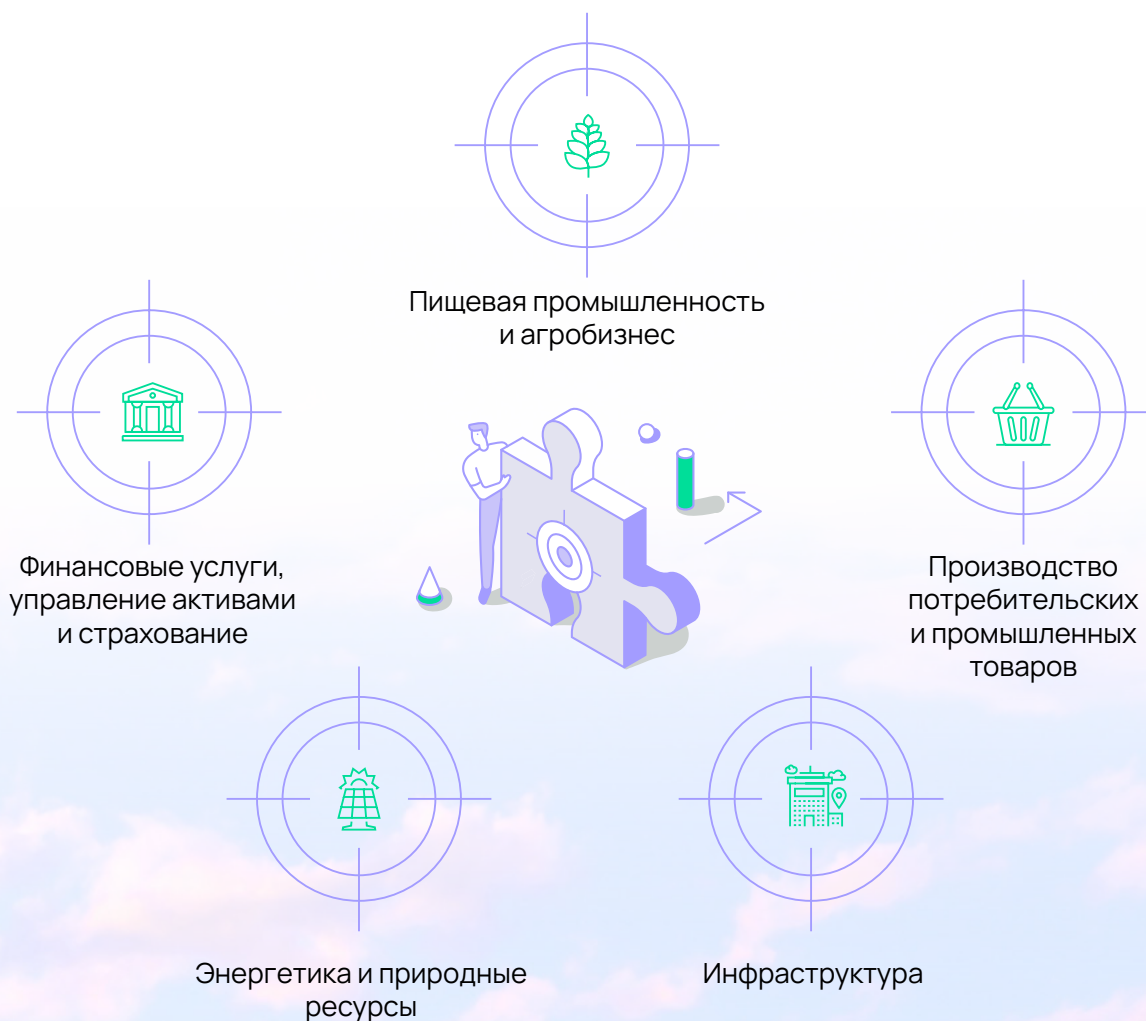 Пищевая промышленность
и агробизнес
Финансовые услуги,
управление активами
и страхование
Производство
потребительских
и промышленных
товаров
Энергетика и природные
ресурсы
Инфраструктура